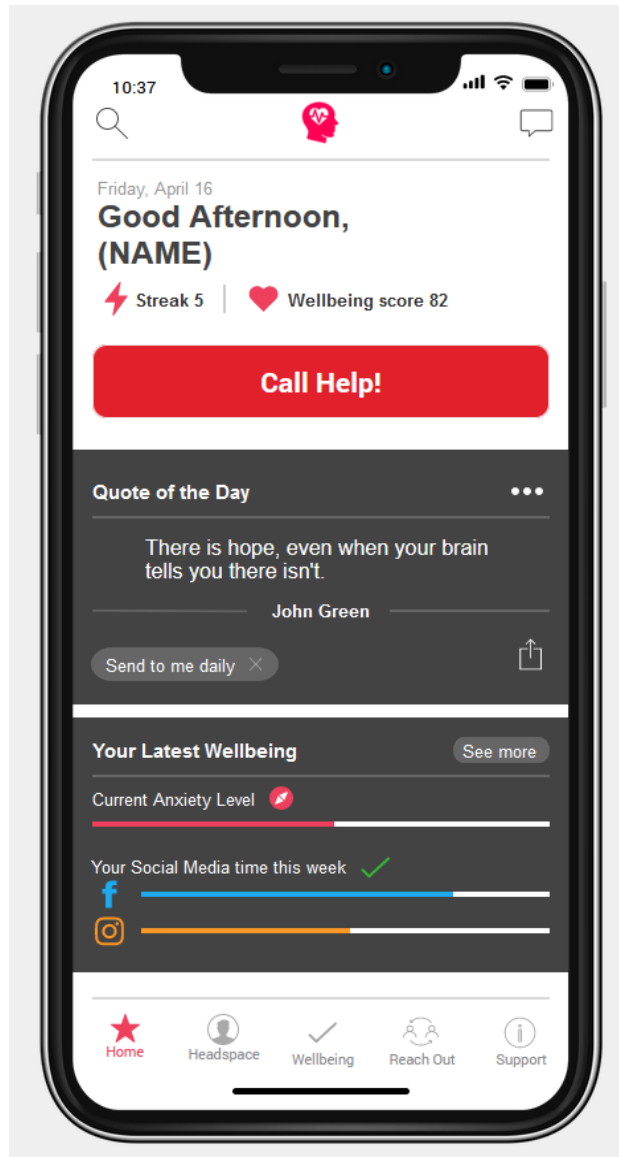 10:37
Friday, April 16
Good Afternoon,
(NAME)
Streak 5
Wellbeing score 82
Call Help!
Quote of the Day
There is hope, even when your brain
tells you there isn't.
John Green
Send to me daily
Your Latest Wellbeing
See more
Current Anxiety Level
Your Social Media time this week
Home
Headspace
Wellbeing
Reach Out
Support